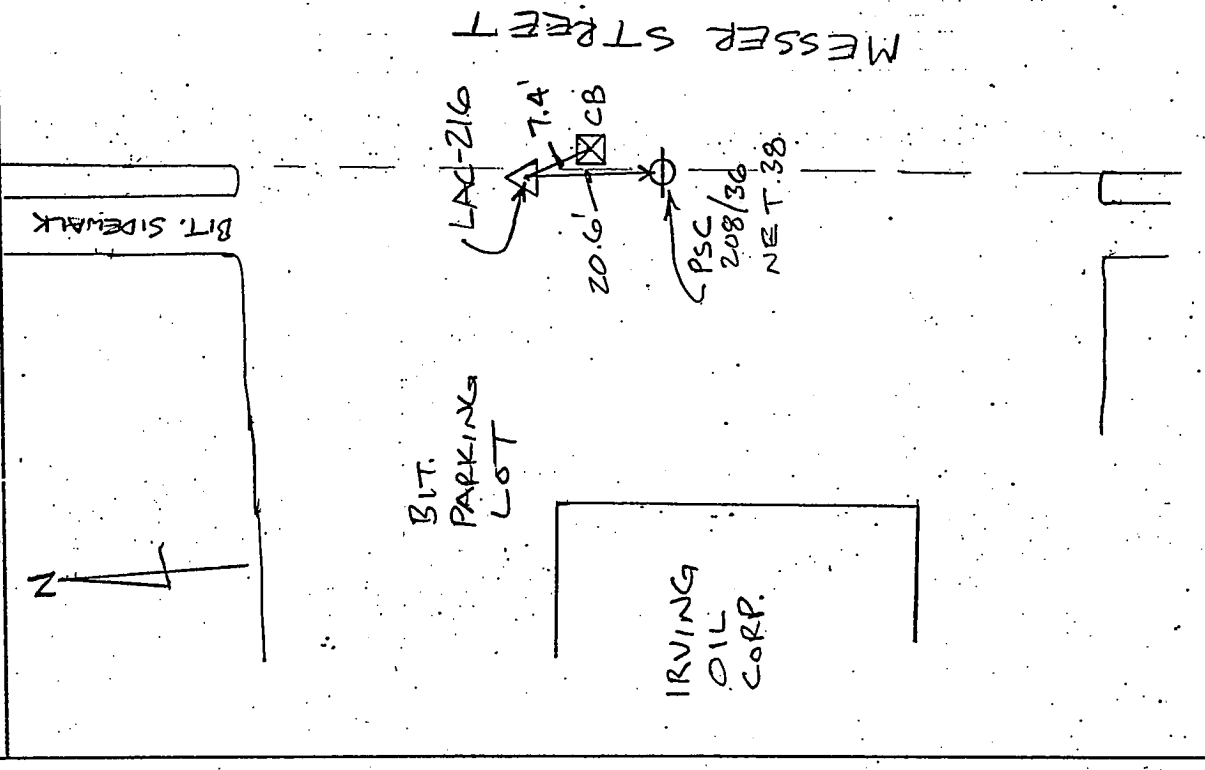 MESSER STREET
LAC-216
7.4'
CB
20.6'
PSC
208/36
NET.38
BIT. SIDEWALK
BIT.
PARKING
LOT
N
IRVING
OIL
CORP.